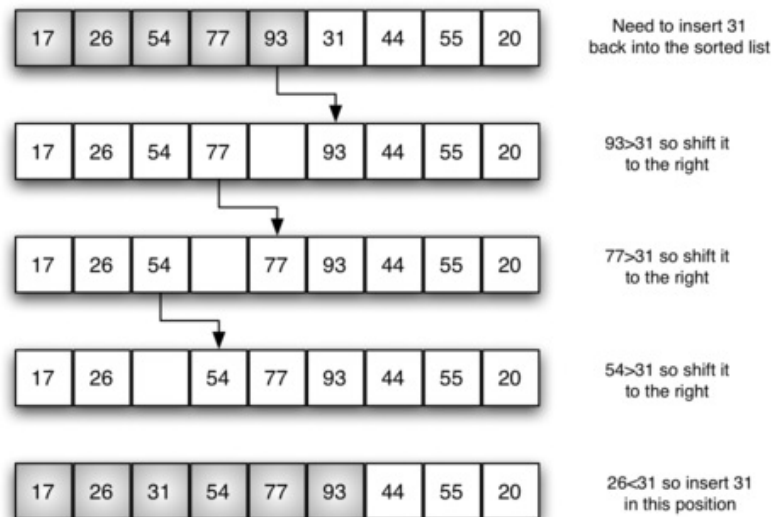 17 26 54 77 93 31 44 55 20
Need to insert 31
back into the sorted list
17 26 54 77 93 44 55 20
93>31 so shift it
to the right
17 26 54 77 93 44 55 20
77>31 so shift it
to the right
17 26 54 77 93 44 55 20
54>31 so shift it
to the right
17 26 31 54 77 93 44 55 20
26<31 so insert 31
in this position